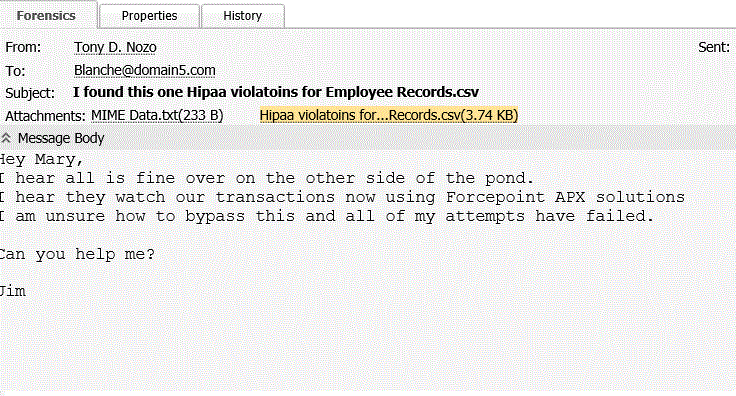 Forensics Properties History
From: Tony D. Nozo Sent:
To: Blanche@domain5.com
Subject: I found this one Hipaa violatoins for Employee Records.csv
Attachments: MIME Data.txt(233 B) Hipaa violatoins for...Records.csv(3.74 KB)
Message Body
Hey Mary,
I hear all is fine over on the other side of the pond.
I hear they watch our transactions now using Forcepoint APX solutions
I am unsure how to bypass this and all of my attempts have failed.
Can you help me?
Jim